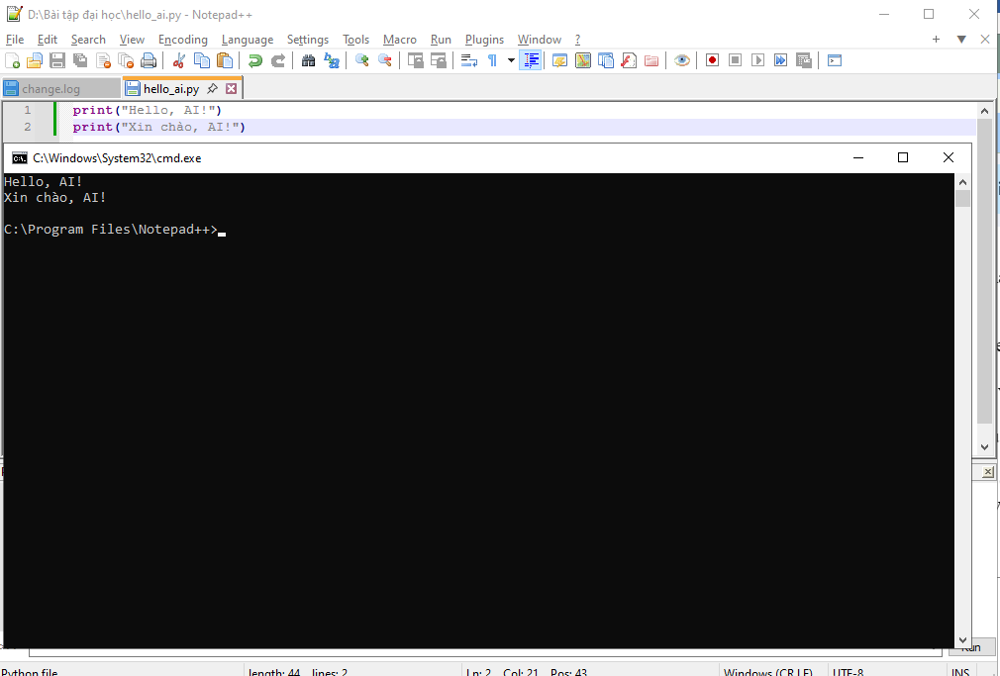 D:\Bài tập đại học\hello_ai.py - Notepad++
File Edit Search View Encoding Language Settings Tools Macro Run Plugins Window ?
change.log hello_ai.py
1 print("Hello, AI!")
2 print("Xin chào, AI!")
C:\Windows\System32\cmd.exe
Hello, AI!
Xin chào, AI!
C:\Program Files\Notepad++>
Run
Python file length: 44 lines: 2 Ln: 2 Col: 21 Pos: 43 Windows (CR LF) UTF-8 INS